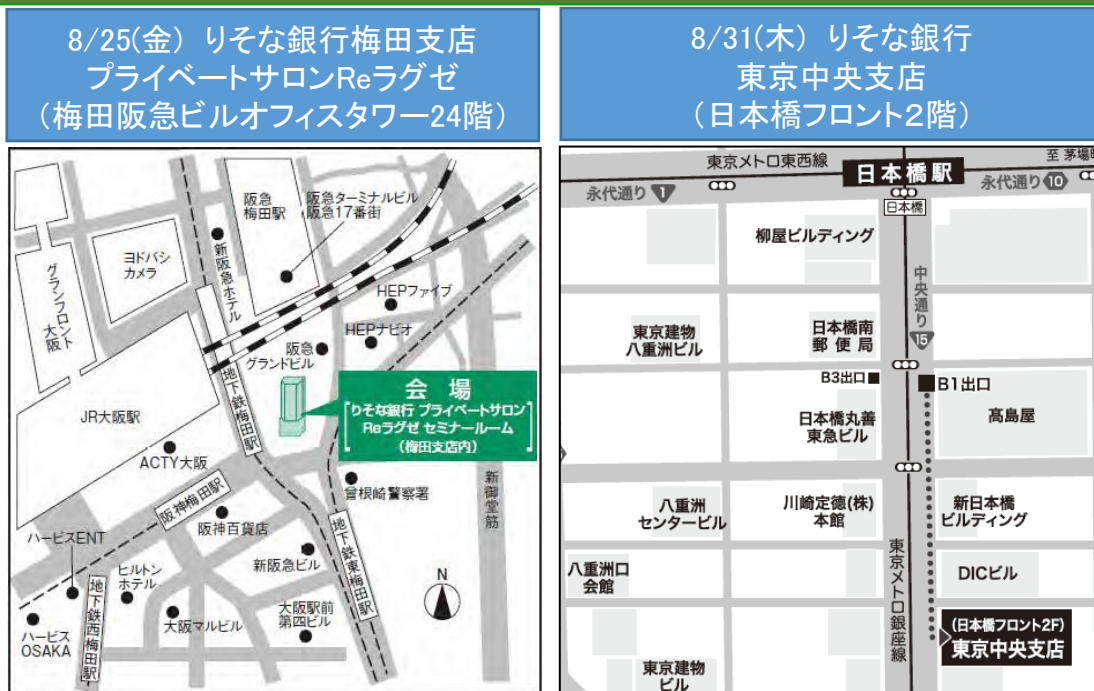 8/25(金) りそな銀行梅田支店
プライベートサロンReラグゼ
（梅田阪急ビルオフィスタワー24階）
阪急
梅田駅
阪急ターミナルビル
阪急17番街
新阪急ホテル
ヨドバシ
カメラ
グランフロント
大阪
HEPファイブ
HEPナビオ
阪急
グランドビル
地下鉄梅田駅
会場
りそな銀行 プライベートサロン
Reラグゼ セミナールーム
（梅田支店内）
JR大阪駅
ACTY大阪
阪神梅田駅
阪神百貨店
曾根崎警察署
新御堂筋
ハービスENT
ヒルトン
ホテル
新阪急ビル
地下鉄東梅田駅
N
地下鉄西梅田駅
大阪マルビル
大阪駅前
第四ビル
ハービス
OSAKA
8/31(木) りそな銀行
東京中央支店
（日本橋フロント２階）
東京メトロ東西線
日本橋駅
至 茅場
永代通り 1
永代通り 10
日本橋
柳屋ビルディング
中央通り
15
東京建物
八重洲ビル
日本橋南
郵便局
B3出口
B1出口
日本橋丸善
東急ビル
髙島屋
八重洲
センタービル
川崎定徳(株)
本館
新日本橋
ビルディング
八重洲口
会館
東京メトロ銀座線
DICビル
(日本橋フロント2F)
東京中央支店
東京建物
ビル